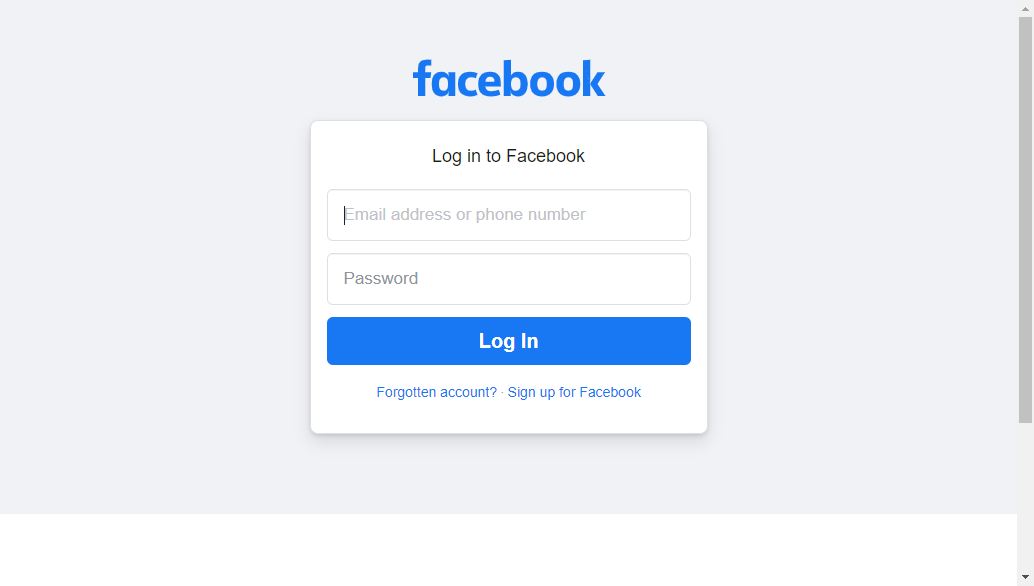 facebook
Log in to Facebook
Email address or phone number
Password
Log In
Forgotten account? · Sign up for Facebook